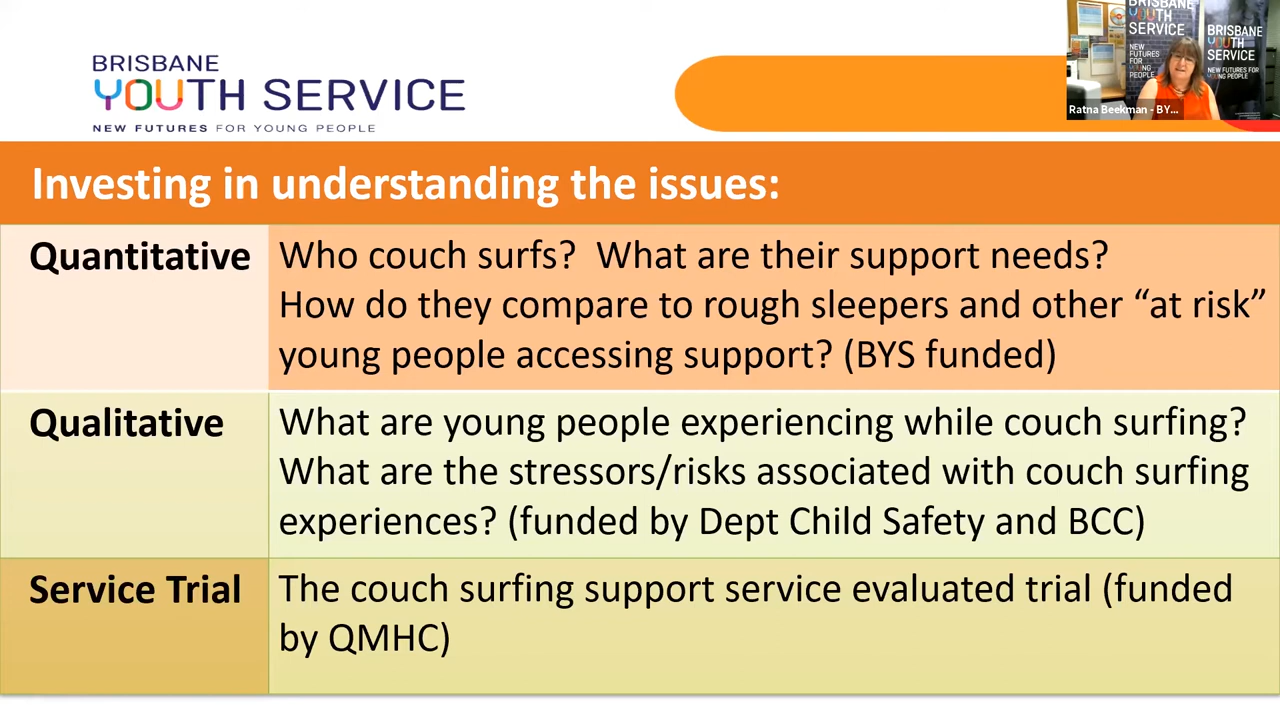 BRISBANE
YOUTH SERVICE
NEW FUTURES FOR YOUNG PEOPLE
BRISBANE
YOUTH
SERVICE
NEW
FUTURES
FOR
YOUNG
PEOPLE
BRISBANE
YOUTH
SERVICE
NEW FUTURES FOR
YOUNG PEOPLE
Ratna Beekman - BY...
Investing in understanding the issues:
Quantitative
Who couch surfs? What are their support needs?
How do they compare to rough sleepers and other “at risk”
young people accessing support? (BYS funded)
Qualitative
What are young people experiencing while couch surfing?
What are the stressors/risks associated with couch surfing
experiences? (funded by Dept Child Safety and BCC)
Service Trial
The couch surfing support service evaluated trial (funded
by QMHC)